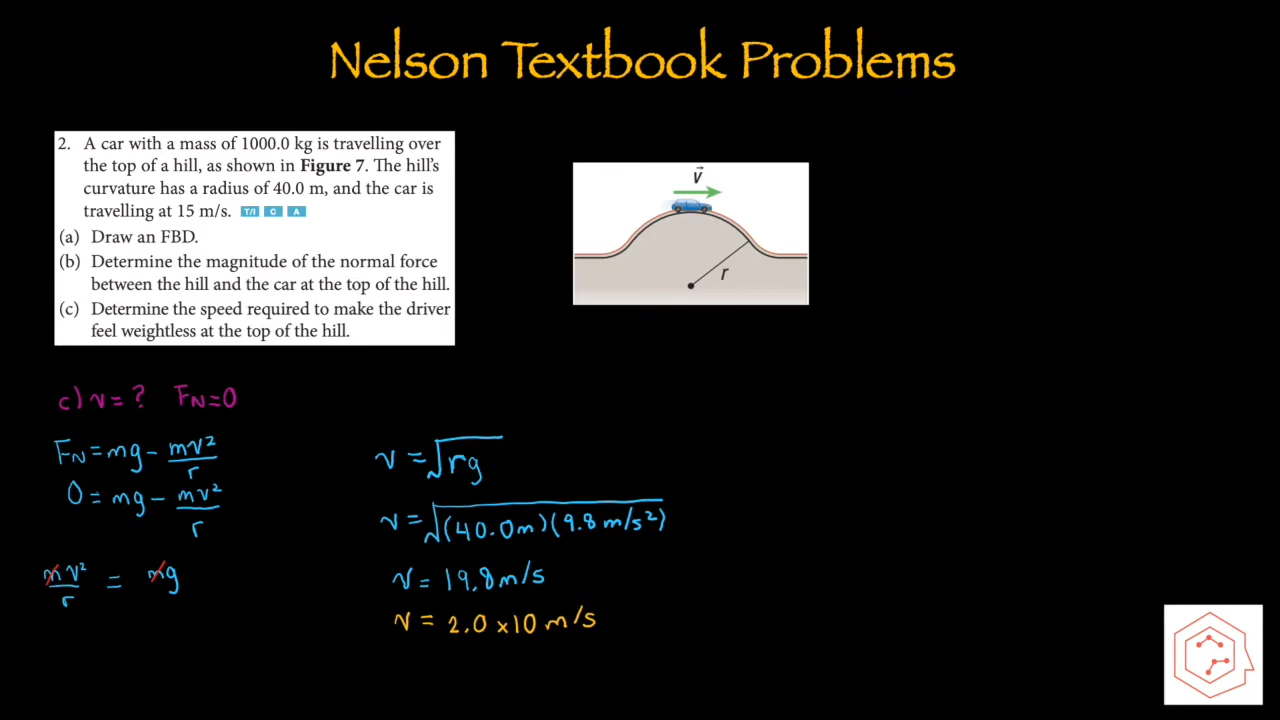 Nelson Textbook Problems
2. A car with a mass of 1000.0 kg is travelling over
the top of a hill, as shown in Figure 7. The hill's
curvature has a radius of 40.0 m, and the car is
travelling at 15 m/s. T/I C A
(a) Draw an FBD.
(b) Determine the magnitude of the normal force
between the hill and the car at the top of the hill.
(c) Determine the speed required to make the driver
feel weightless at the top of the hill.
v⃗
r
c) v = ? F_N = 0
F_N = mg - mv²/r
0 = mg - mv²/r
mv²/r = mg
v = √rg
v = √(40.0m)(9.8 m/s²)
v = 19.8 m/s
v = 2.0 × 10 m/s